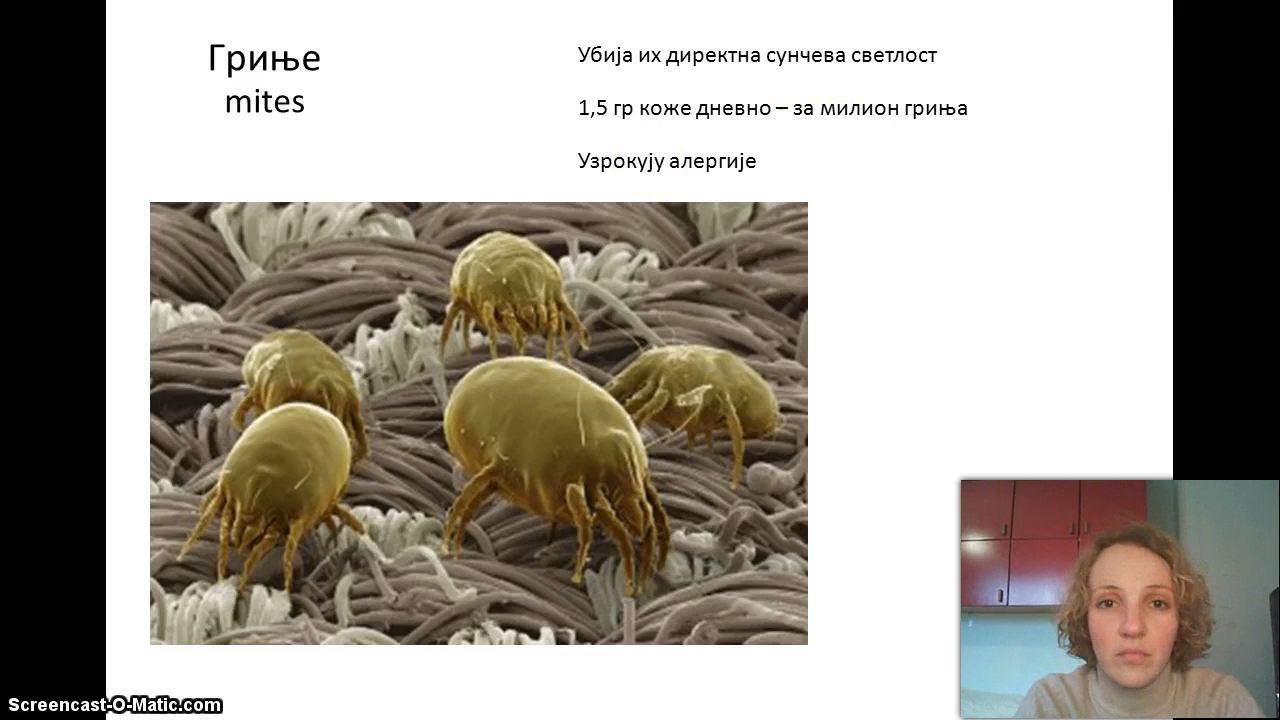 Гриње
mites
Убија их директна сунчева светлост
1,5 гр коже дневно – за милион гриња
Узрокују алергије
Screencast-O-Matic.com